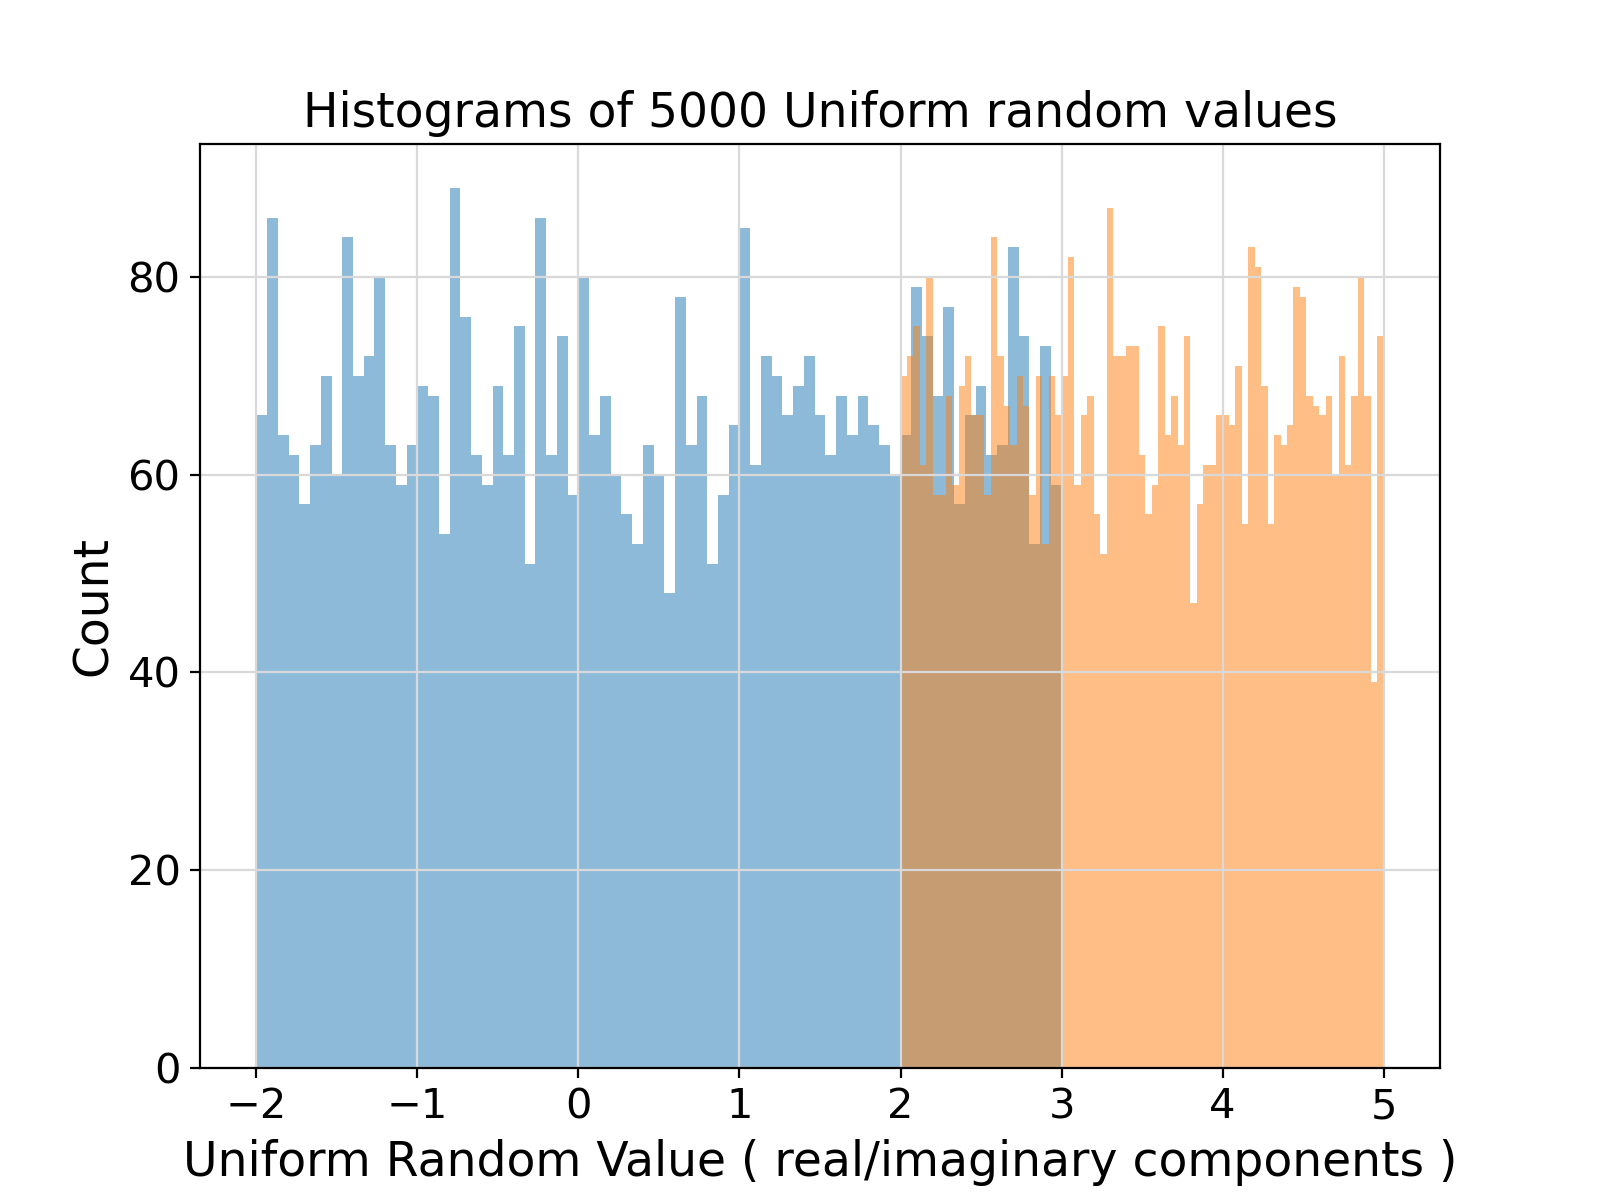 Histograms of 5000 Uniform random values
Count
80
60
40
20
0
−2 −1 0 1 2 3 4 5
Uniform Random Value ( real/imaginary components )